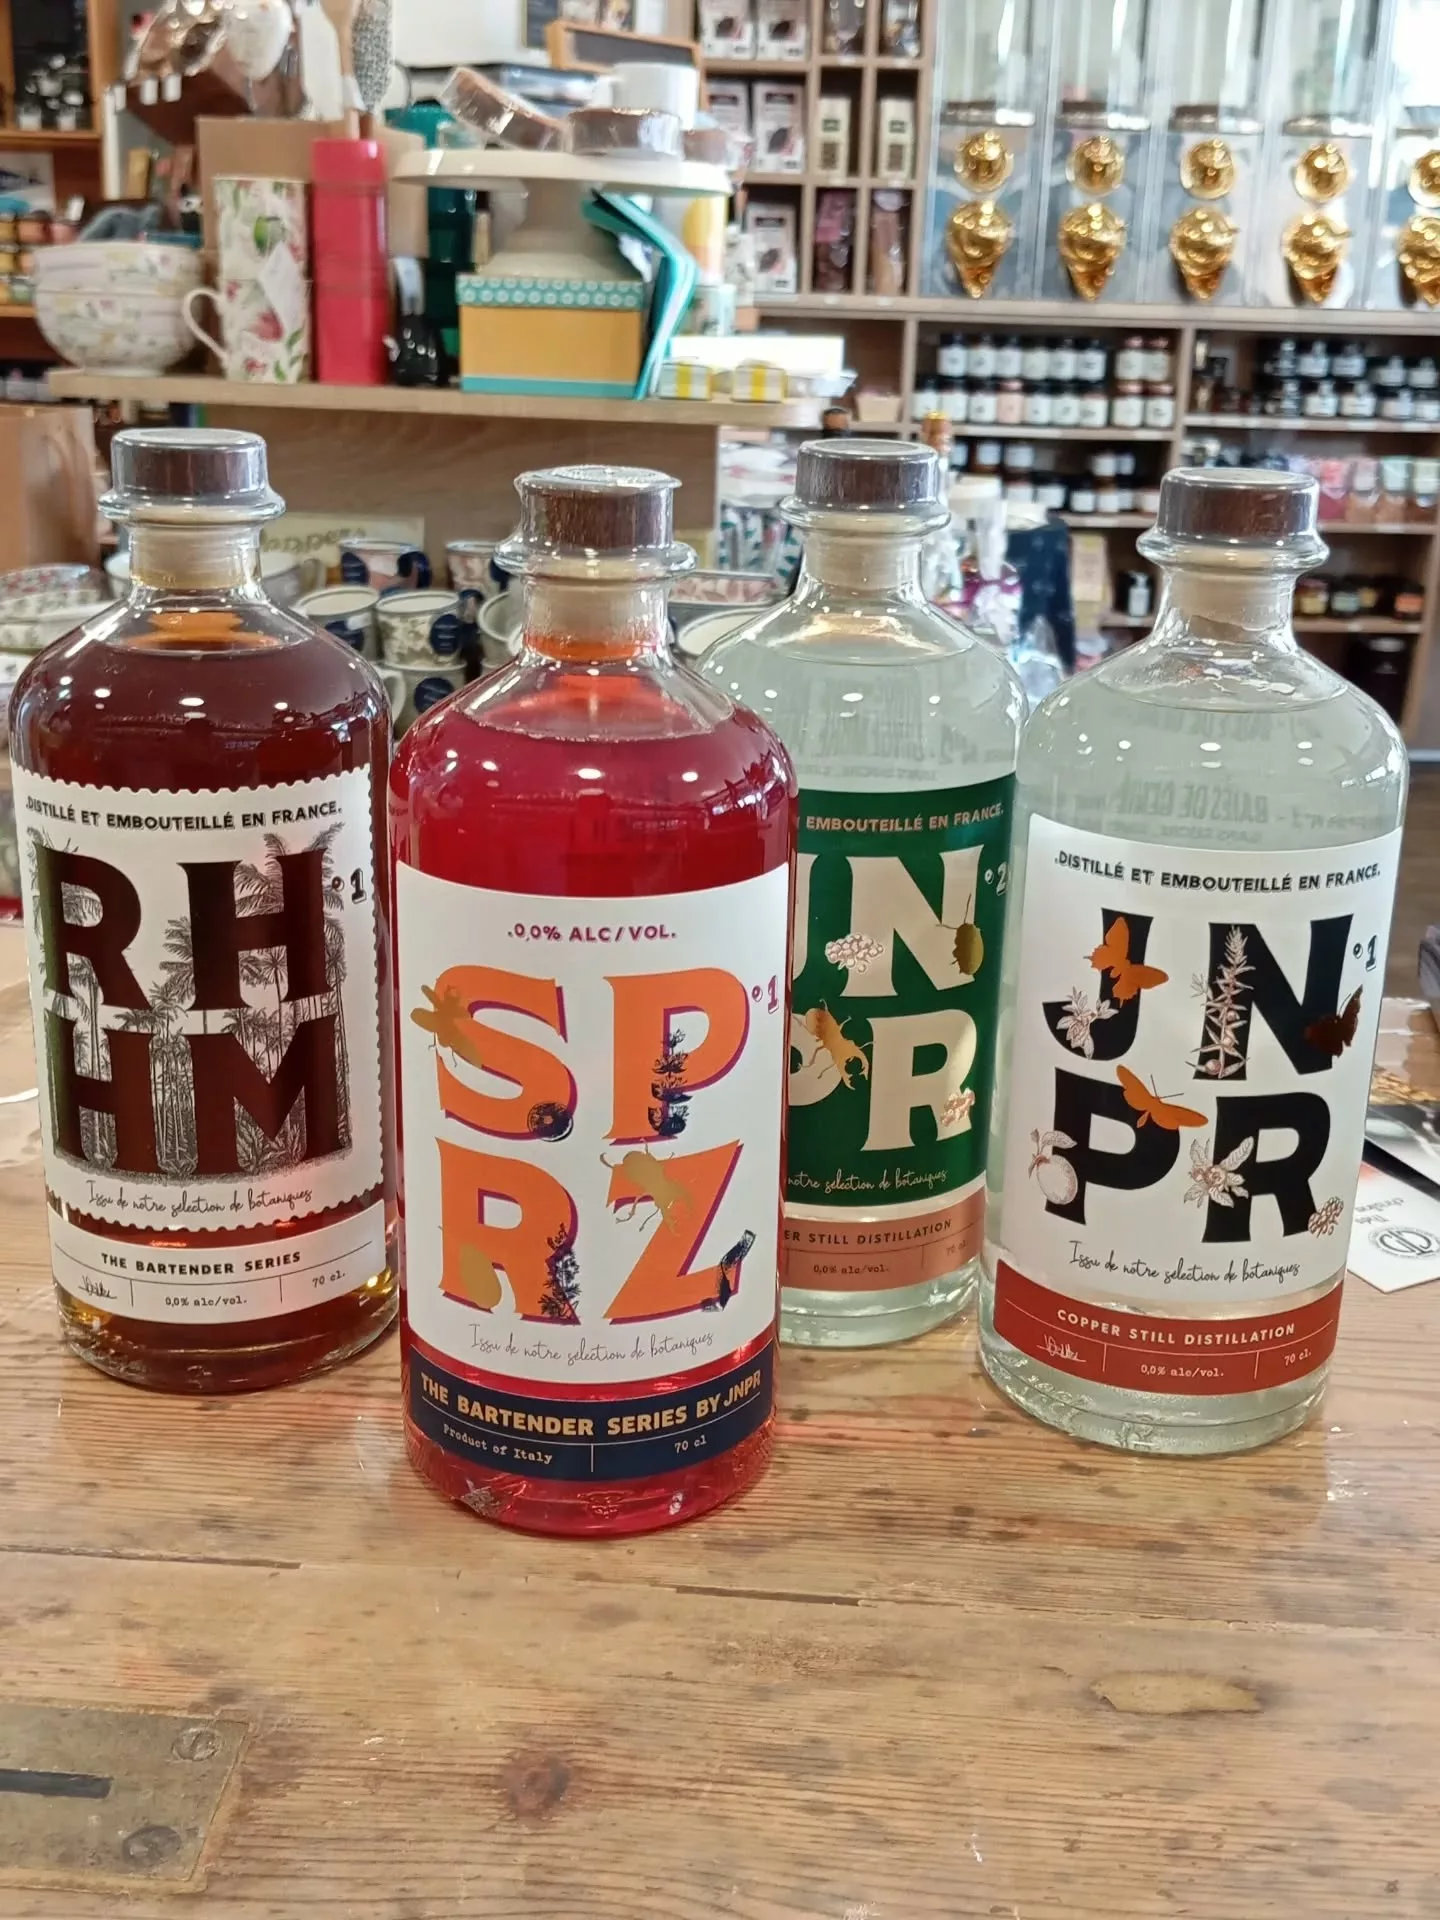 .DISTILLÉ ET EMBOUTEILLÉ EN FRANCE.
RH
°1
HM
Issu de notre sélection de botaniques
THE BARTENDER SERIES
0,0% alc/vol.
70 cl.
.0,0% ALC/VOL.
SP
°1
RZ
Issu de notre sélection de botaniques
THE BARTENDER SERIES BY JNPR
Product of Italy
70 cl
EMBOUTEILLÉ EN FRANCE.
JN
°2
PR
notre sélection de botaniques
STILL DISTILLATION
0,0% alc/vol.
70 cl.
.DISTILLÉ ET EMBOUTEILLÉ EN FRANCE.
JN
°1
PR
Issu de notre sélection de botaniques
COPPER STILL DISTILLATION
0,0% alc/vol.
70 cl.